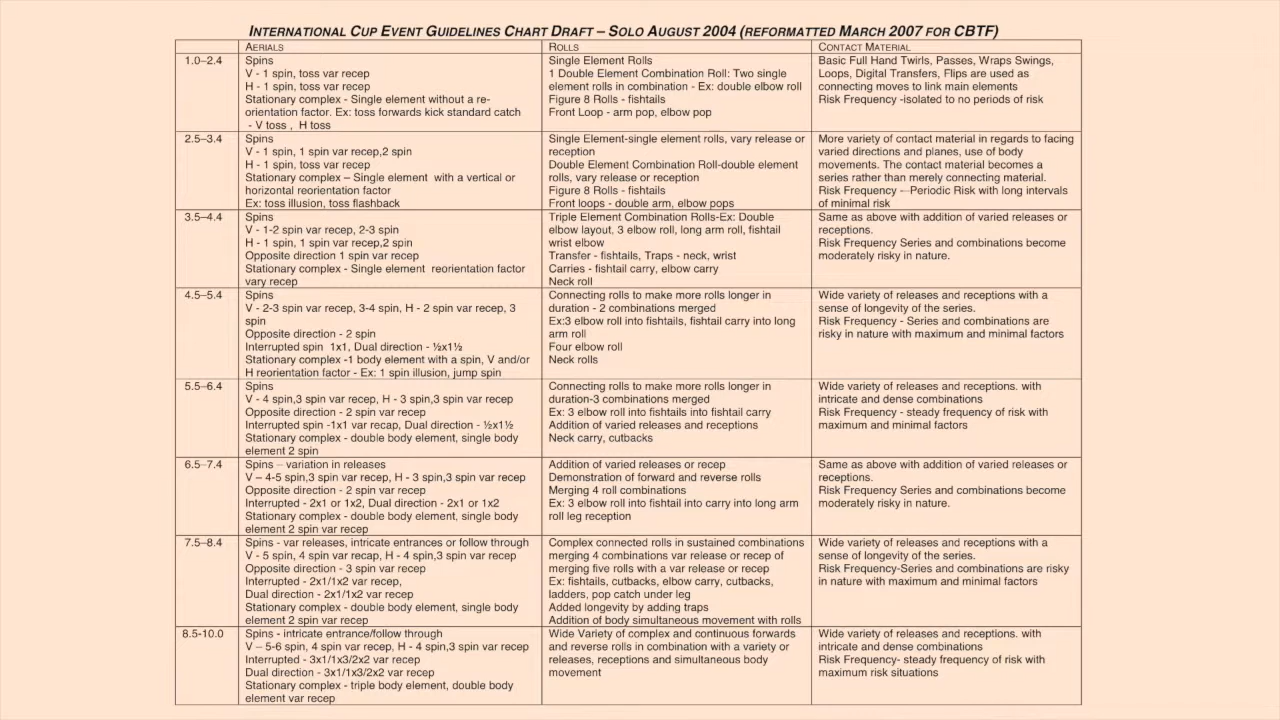 INTERNATIONAL CUP EVENT GUIDELINES CHART DRAFT – SOLO AUGUST 2004 (REFORMATTED MARCH 2007 FOR CBTF)
AERIALS
ROLLS
CONTACT MATERIAL
1.0–2.4
Spins
V - 1 spin, toss var recep
H - 1 spin, toss var recep
Stationary complex - Single element without a re-
orientation factor. Ex: toss forwards kick standard catch
- V toss , H toss
Single Element Rolls
1 Double Element Combination Roll: Two single
element rolls in combination - Ex: double elbow roll
Figure 8 Rolls - fishtails
Front Loop - arm pop, elbow pop
Basic Full Hand Twirls, Passes, Wraps Swings,
Loops, Digital Transfers, Flips are used as
connecting moves to link main elements
Risk Frequency -isolated to no periods of risk
2.5–3.4
Spins
V - 1 spin, 1 spin var recep,2 spin
H - 1 spin, toss var recep
Stationary complex – Single element with a vertical or
horizontal reorientation factor
Ex: toss illusion, toss flashback
Single Element-single element rolls, vary release or
reception
Double Element Combination Roll-double element
rolls, vary release or reception
Figure 8 Rolls - fishtails
Front loops - double arm, elbow pops
More variety of contact material in regards to facing
varied directions and planes, use of body
movements. The contact material becomes a
series rather than merely connecting material.
Risk Frequency -–Periodic Risk with long intervals
of minimal risk
3.5–4.4
Spins
V - 1-2 spin var recep, 2-3 spin
H - 1 spin, 1 spin var recep,2 spin
Opposite direction 1 spin var recep
Stationary complex - Single element reorientation factor
vary recep
Triple Element Combination Rolls-Ex: Double
elbow layout, 3 elbow roll, long arm roll, fishtail
wrist elbow
Transfer - fishtails, Traps - neck, wrist
Carries - fishtail carry, elbow carry
Neck roll
Same as above with addition of varied releases or
receptions.
Risk Frequency Series and combinations become
moderately risky in nature.
4.5–5.4
Spins
V - 2-3 spin var recep, 3-4 spin, H - 2 spin var recep, 3
spin
Opposite direction - 2 spin
Interrupted spin 1x1, Dual direction - ½x1½
Stationary complex -1 body element with a spin, V and/or
H reorientation factor - Ex: 1 spin illusion, jump spin
Connecting rolls to make more rolls longer in
duration - 2 combinations merged
Ex:3 elbow roll into fishtails, fishtail carry into long
arm roll
Four elbow roll
Neck rolls
Wide variety of releases and receptions with a
sense of longevity of the series.
Risk Frequency - Series and combinations are
risky in nature with maximum and minimal factors
5.5–6.4
Spins
V - 4 spin,3 spin var recep, H - 3 spin,3 spin var recep
Opposite direction - 2 spin var recep
Interrupted spin -1x1 var recap, Dual direction - ½x1½
Stationary complex - double body element, single body
element 2 spin
Connecting rolls to make more rolls longer in
duration-3 combinations merged
Ex: 3 elbow roll into fishtails into fishtail carry
Addition of varied releases and receptions
Neck carry, cutbacks
Wide variety of releases and receptions. with
intricate and dense combinations
Risk Frequency - steady frequency of risk with
maximum and minimal factors
6.5–7.4
Spins – variation in releases
V – 4-5 spin,3 spin var recep, H - 3 spin,3 spin var recep
Opposite direction - 2 spin var recep
Interrupted - 2x1 or 1x2, Dual direction - 2x1 or 1x2
Stationary complex - double body element, single body
element 2 spin var recep
Addition of varied releases or recep
Demonstration of forward and reverse rolls
Merging 4 roll combinations
Ex: 3 elbow roll into fishtail into carry into long arm
roll leg reception
Same as above with addition of varied releases or
receptions.
Risk Frequency Series and combinations become
moderately risky in nature.
7.5–8.4
Spins - var releases, intricate entrances or follow through
V - 5 spin, 4 spin var recap, H - 4 spin,3 spin var recep
Opposite direction - 3 spin var recep
Interrupted - 2x1/1x2 var recep,
Dual direction - 2x1/1x2 var recep
Stationary complex - double body element, single body
element 2 spin var recep
Complex connected rolls in sustained combinations
merging 4 combinations var release or recep of
merging five rolls with a var release or recep
Ex: fishtails, cutbacks, elbow carry, cutbacks,
ladders, pop catch under leg
Added longevity by adding traps
Addition of body simultaneous movement with rolls
Wide variety of releases and receptions with a
sense of longevity of the series.
Risk Frequency-Series and combinations are risky
in nature with maximum and minimal factors
8.5-10.0
Spins - intricate entrance/follow through
V – 5-6 spin, 4 spin var recep, H - 4 spin,3 spin var recep
Interrupted - 3x1/1x3/2x2 var recep
Dual direction - 3x1/1x3/2x2 var recep
Stationary complex - triple body element, double body
element var recep
Wide Variety of complex and continuous forwards
and reverse rolls in combination with a variety or
releases, receptions and simultaneous body
movement
Wide variety of releases and receptions. with
intricate and dense combinations
Risk Frequency- steady frequency of risk with
maximum risk situations